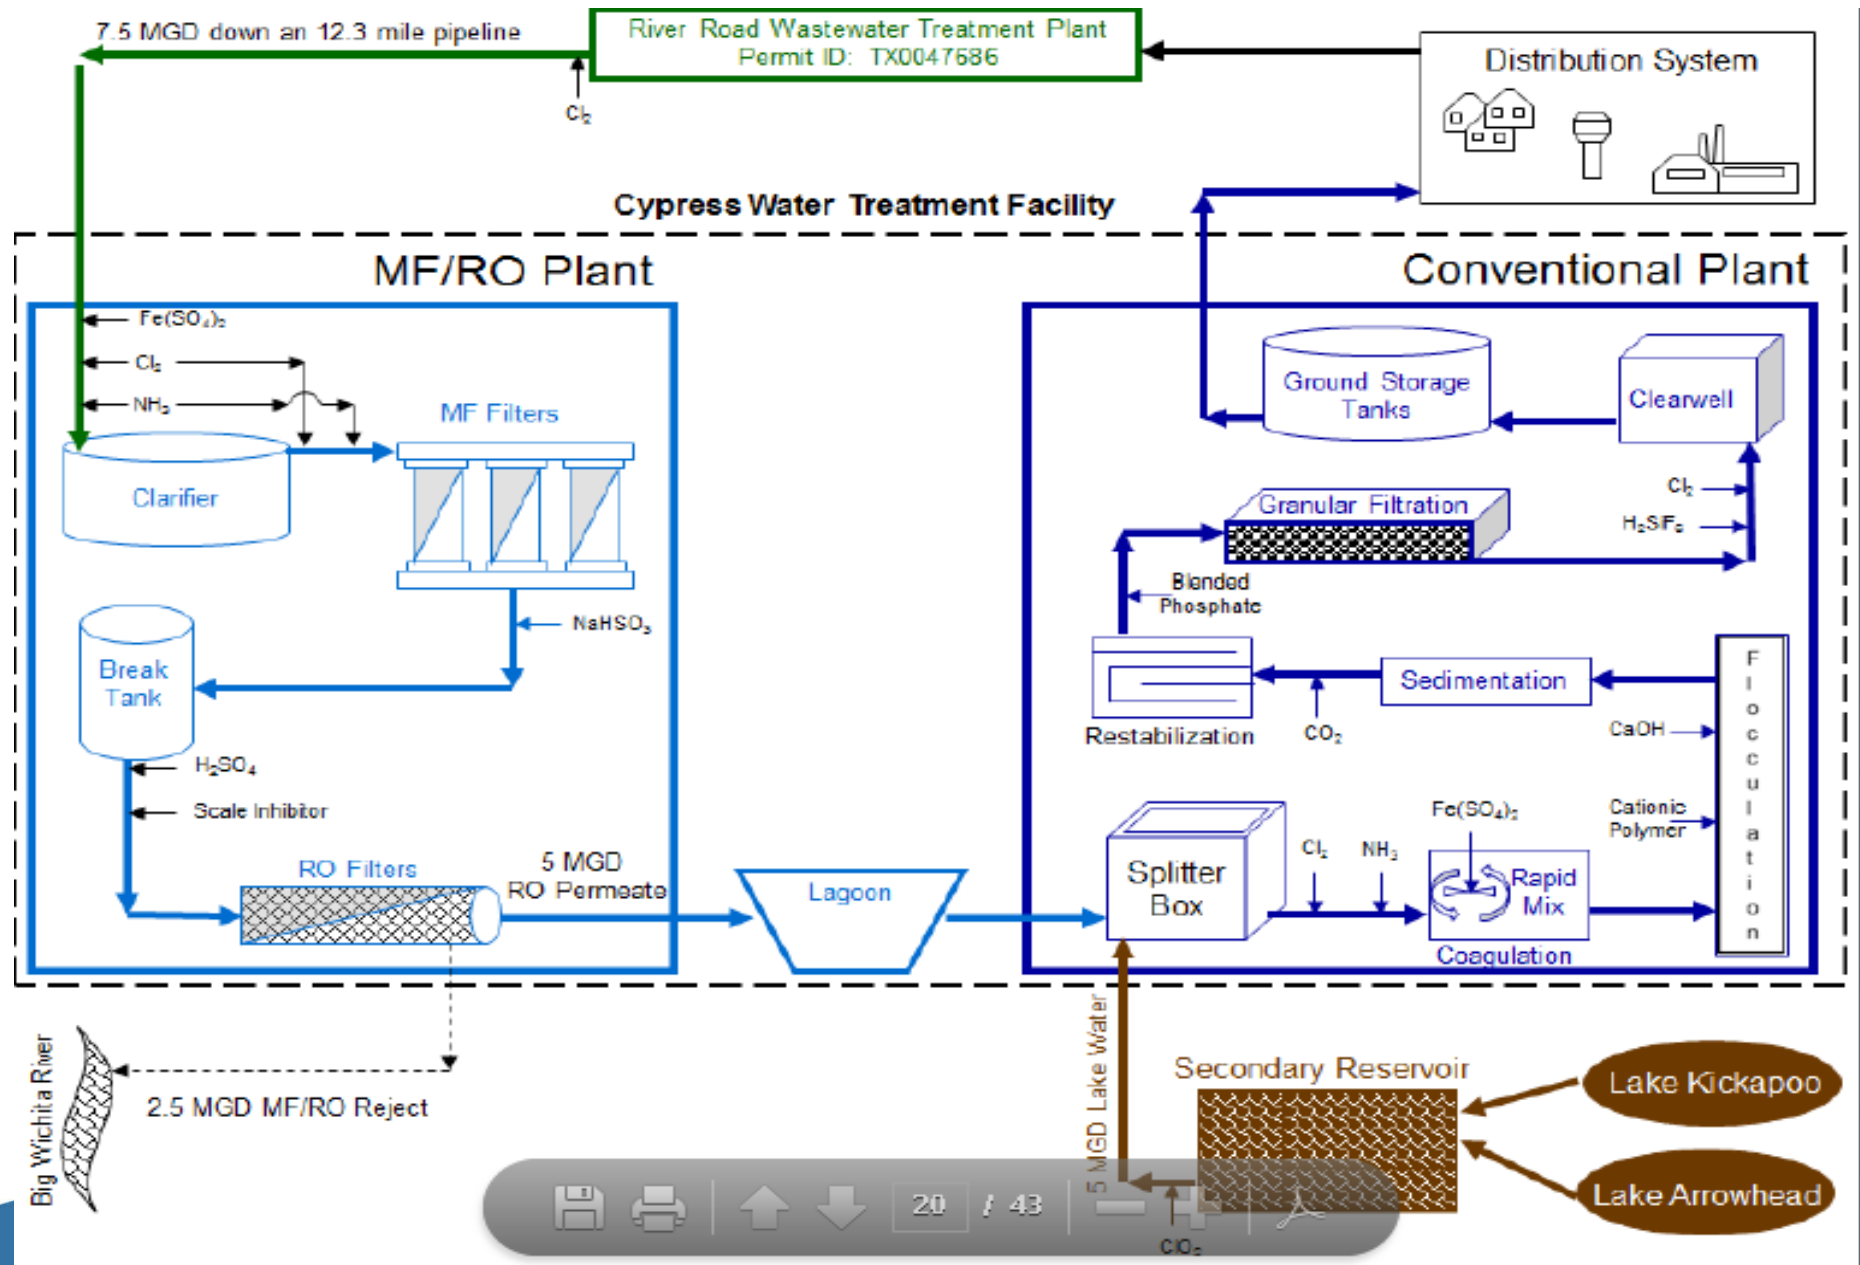 7.5 MGD down an 12.3 mile pipeline
River Road Wastewater Treatment Plant
Permit ID: TX0047686
Cl₂
Distribution System
Cypress Water Treatment Facility
MF/RO Plant
Fe(SO₄)₂
Cl₂
NH₃
MF Filters
Clarifier
NaHSO₃
Break
Tank
H₂SO₄
Scale Inhibitor
RO Filters
5 MGD
RO Permeate
Lagoon
Conventional Plant
Ground Storage
Tanks
Clearwell
Cl₂
H₂SiF₆
Granular Filtration
Blended
Phosphate
Restabilization
CO₂
Sedimentation
Flocculation
CaOH
Cationic
Polymer
Splitter
Box
Cl₂
NH₃
Fe(SO₄)₂
Rapid
Mix
Coagulation
Big Wichita River
2.5 MGD MF/RO Reject
5 MGD Lake Water
Secondary Reservoir
Lake Kickapoo
Lake Arrowhead
ClO₂
20 / 43